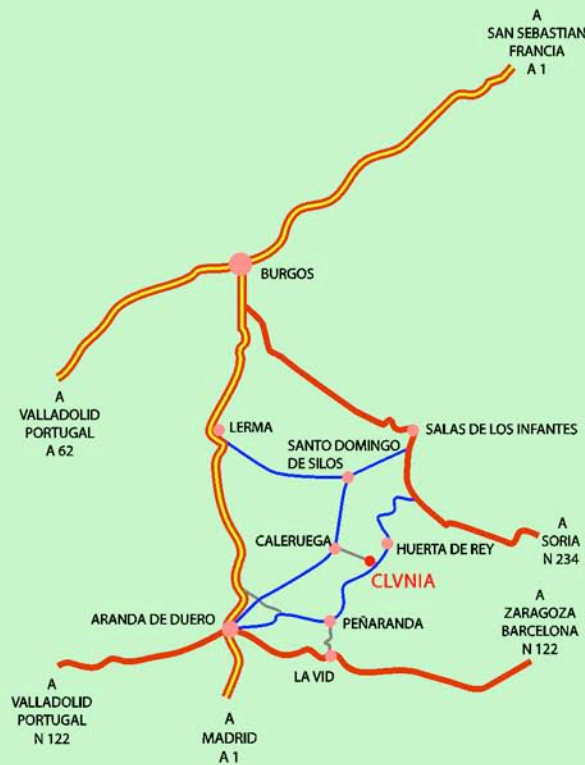 A
SAN SEBASTIAN
FRANCIA
A 1
BURGOS
A
VALLADOLID
PORTUGAL
A 62
LERMA
SALAS DE LOS INFANTES
SANTO DOMINGO
DE SILOS
A
SORIA
N 234
CALERUEGA
HUERTA DE REY
CLVNIA
A
ZARAGOZA
BARCELONA
N 122
ARANDA DE DUERO
PEÑARANDA
LA VID
A
VALLADOLID
PORTUGAL
N 122
A
MADRID
A 1